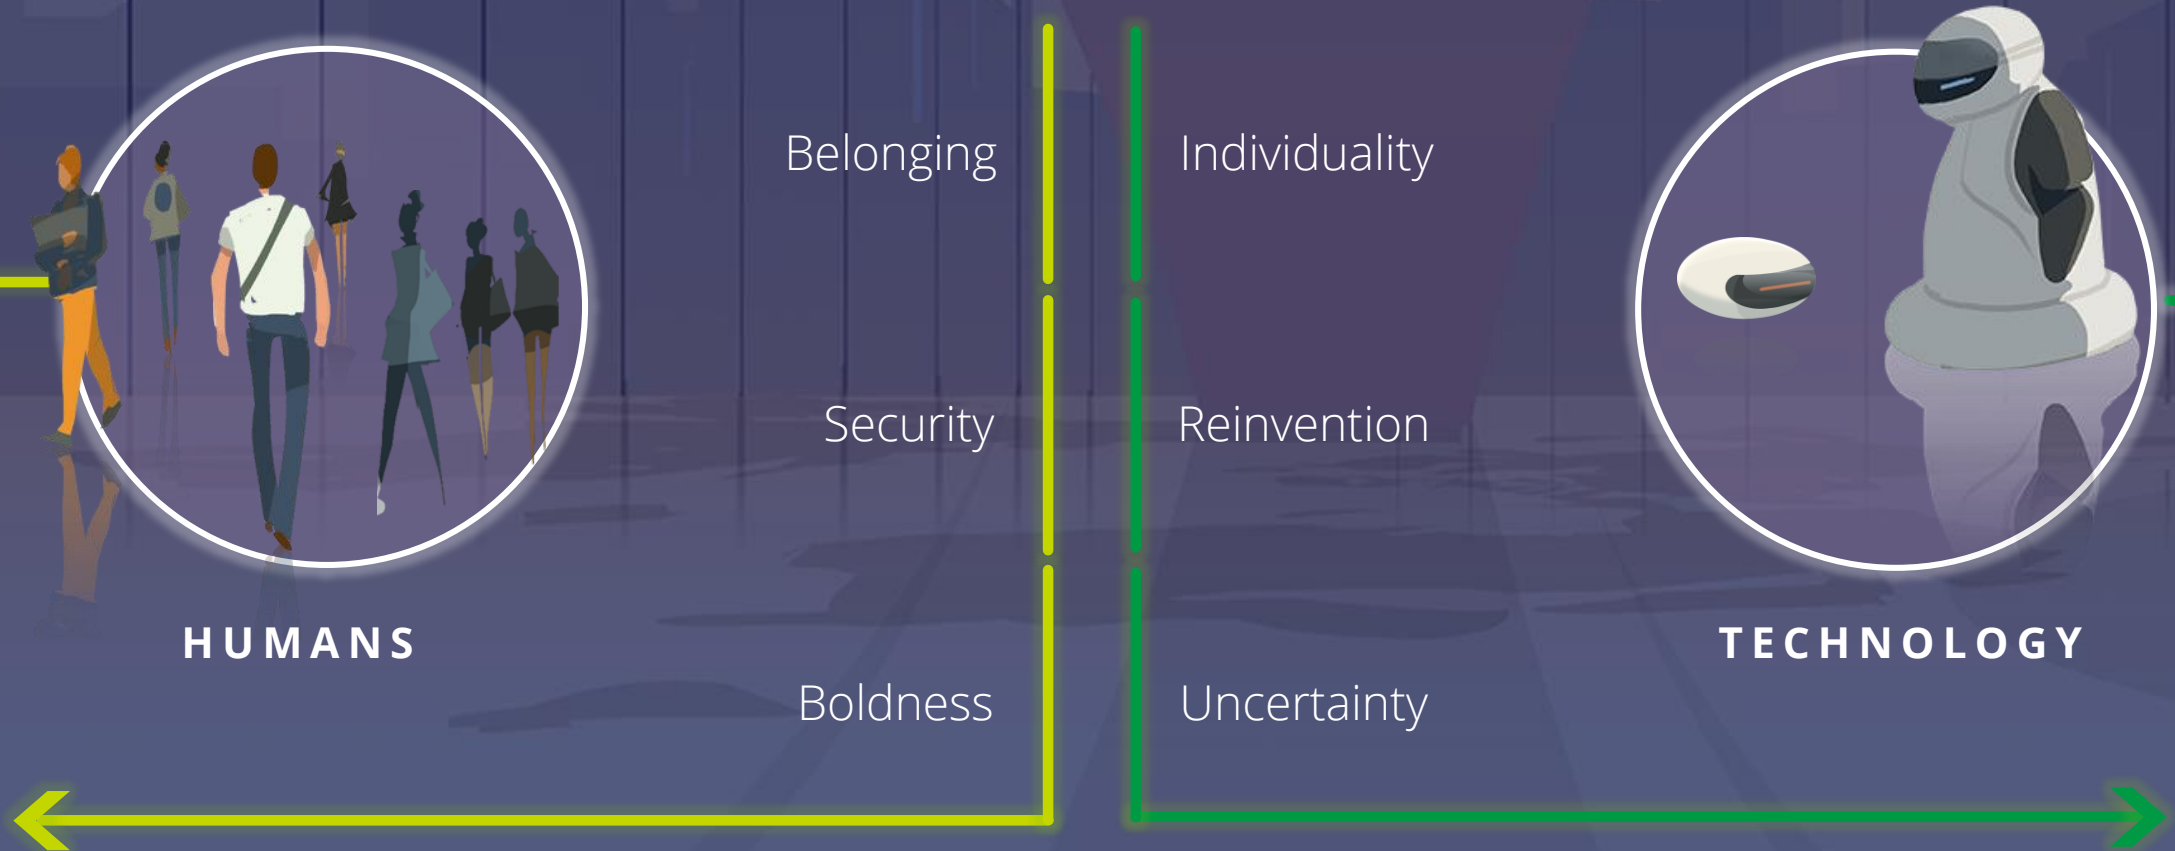 Belonging
Individuality
Security
Reinvention
HUMANS
TECHNOLOGY
Boldness
Uncertainty